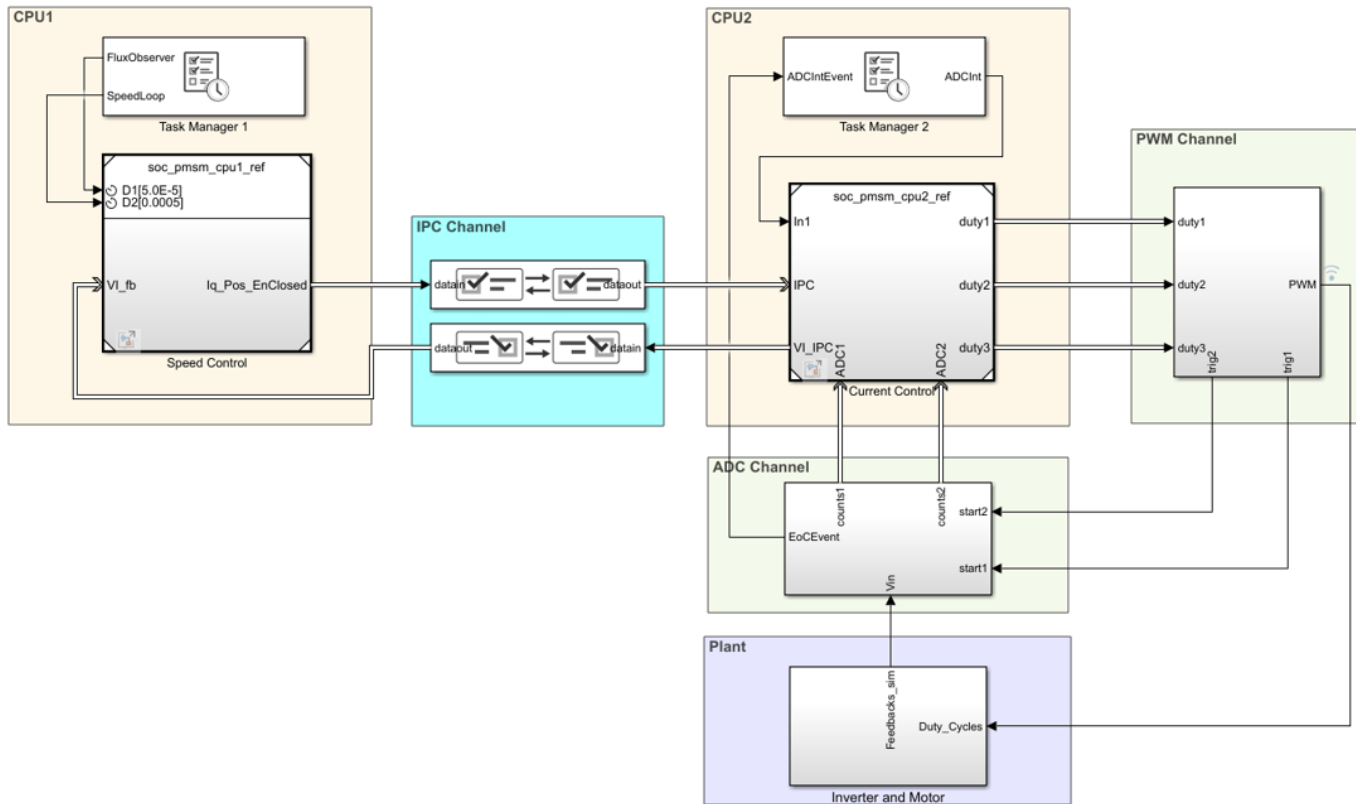 CPU1
FluxObserver
SpeedLoop
Task Manager 1
soc_pmsm_cpu1_ref
D1[5.0E-5]
D2[0.0005]
VI_fb
Iq_Pos_EnClosed
Speed Control
IPC Channel
datain
dataout
dataout
datain
CPU2
ADCIntEvent
ADCInt
Task Manager 2
soc_pmsm_cpu2_ref
In1
duty1
IPC
duty2
VI_IPC
ADC1
ADC2
duty3
Current Control
PWM Channel
duty1
duty2
PWM
duty3
trig2
trig1
ADC Channel
counts1
counts2
start2
EoCEvent
start1
Vin
Plant
Feedbacks_sim
Duty_Cycles
Inverter and Motor